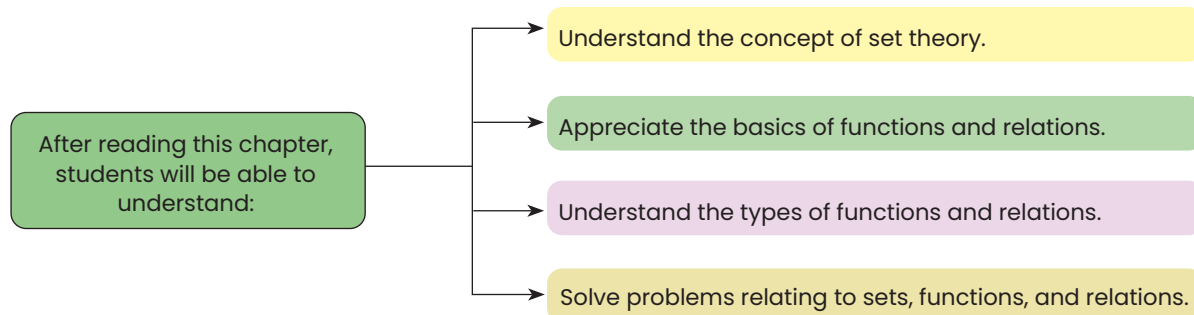 After reading this chapter,
students will be able to
understand:
Understand the concept of set theory.
Appreciate the basics of functions and relations.
Understand the types of functions and relations.
Solve problems relating to sets, functions, and relations.